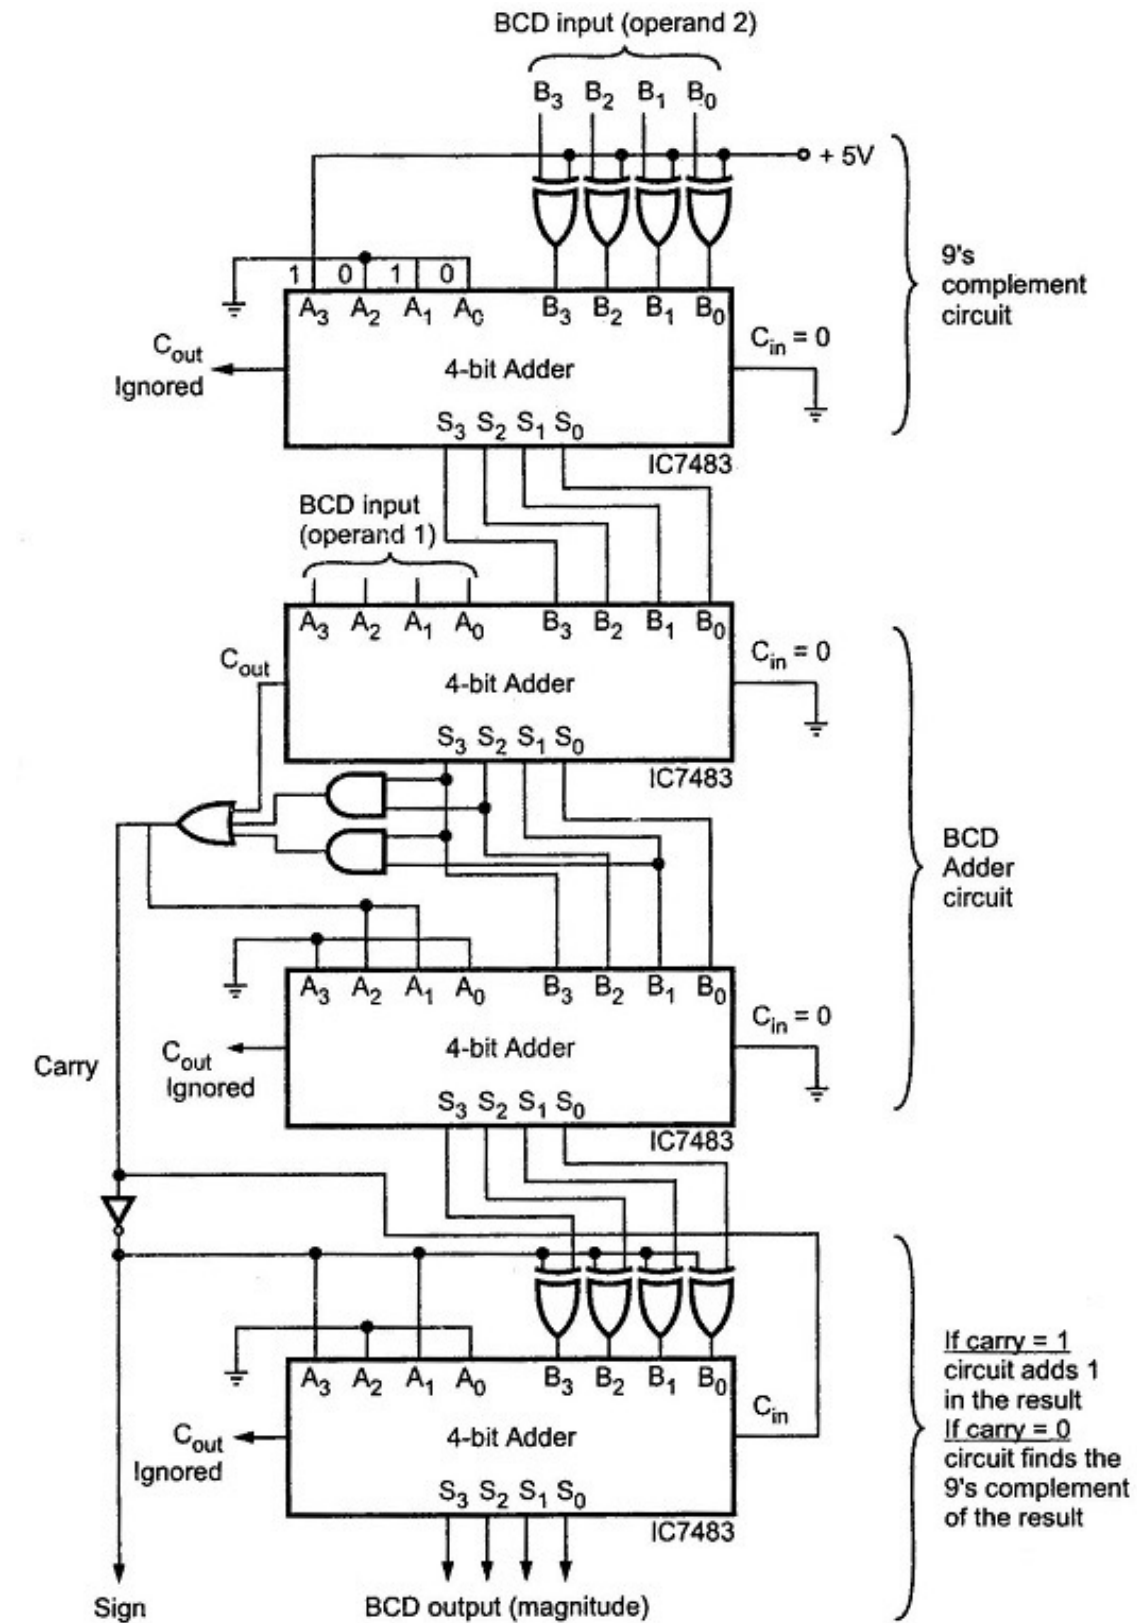 BCD input (operand 2)
B3 B2 B1 B0
+ 5V
9's
complement
circuit
1 0 1 0
A3 A2 A1 A0 B3 B2 B1 B0
Cin = 0
Cout
Ignored
4-bit Adder
S3 S2 S1 S0
IC7483
BCD input
(operand 1)
A3 A2 A1 A0 B3 B2 B1 B0
Cin = 0
Cout
4-bit Adder
S3 S2 S1 S0
IC7483
BCD
Adder
circuit
A3 A2 A1 A0 B3 B2 B1 B0
Cin = 0
Carry
Cout
Ignored
4-bit Adder
S3 S2 S1 S0
IC7483
If carry = 1
circuit adds 1
in the result
If carry = 0
circuit finds the
9's complement
of the result
A3 A2 A1 A0 B3 B2 B1 B0
Cin
Cout
Ignored
4-bit Adder
S3 S2 S1 S0
IC7483
Sign
BCD output (magnitude)